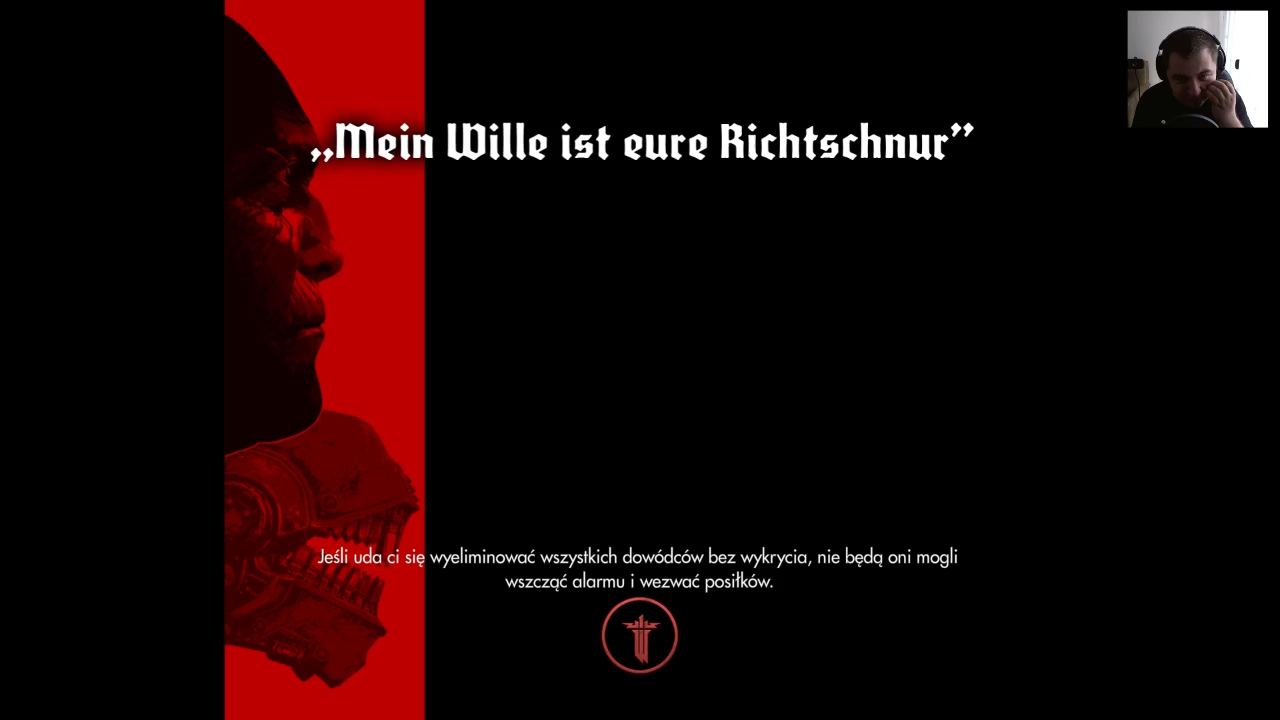 „Mein Wille ist eure Richtschnur”
Jeśli uda ci się wyeliminować wszystkich dowódców bez wykrycia, nie będą oni mogli
wszcząć alarmu i wezwać posiłków.